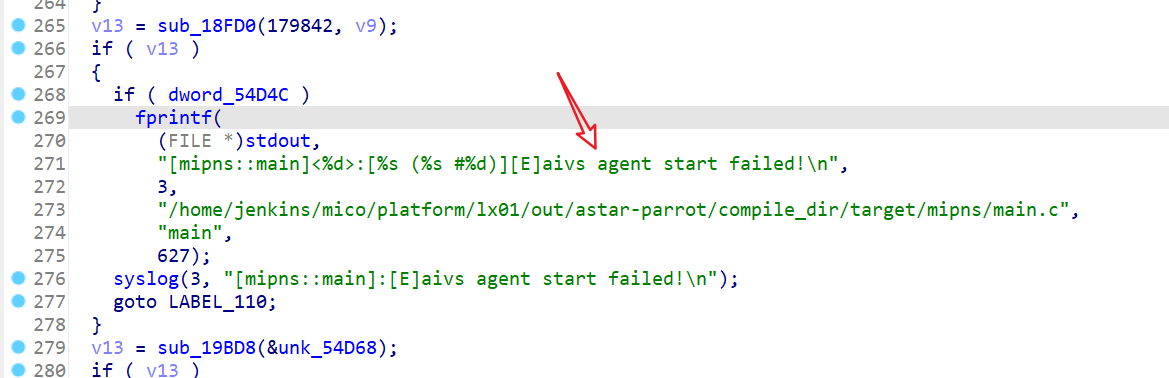 264 }
265 v13 = sub_18FD0(179842, v9);
266 if ( v13 )
267 {
268 if ( dword_54D4C )
269 fprintf(
270 (FILE *)stdout,
271 "[mipns::main]<%d>:[%s (%s #%d)][E]aivs agent start failed!\n",
272 3,
273 "/home/jenkins/mico/platform/lx01/out/astar-parrot/compile_dir/target/mipns/main.c",
274 "main",
275 627);
276 syslog(3, "[mipns::main]:[E]aivs agent start failed!\n");
277 goto LABEL_110;
278 }
279 v13 = sub_19BD8(&unk_54D68);
280 if ( v13 )